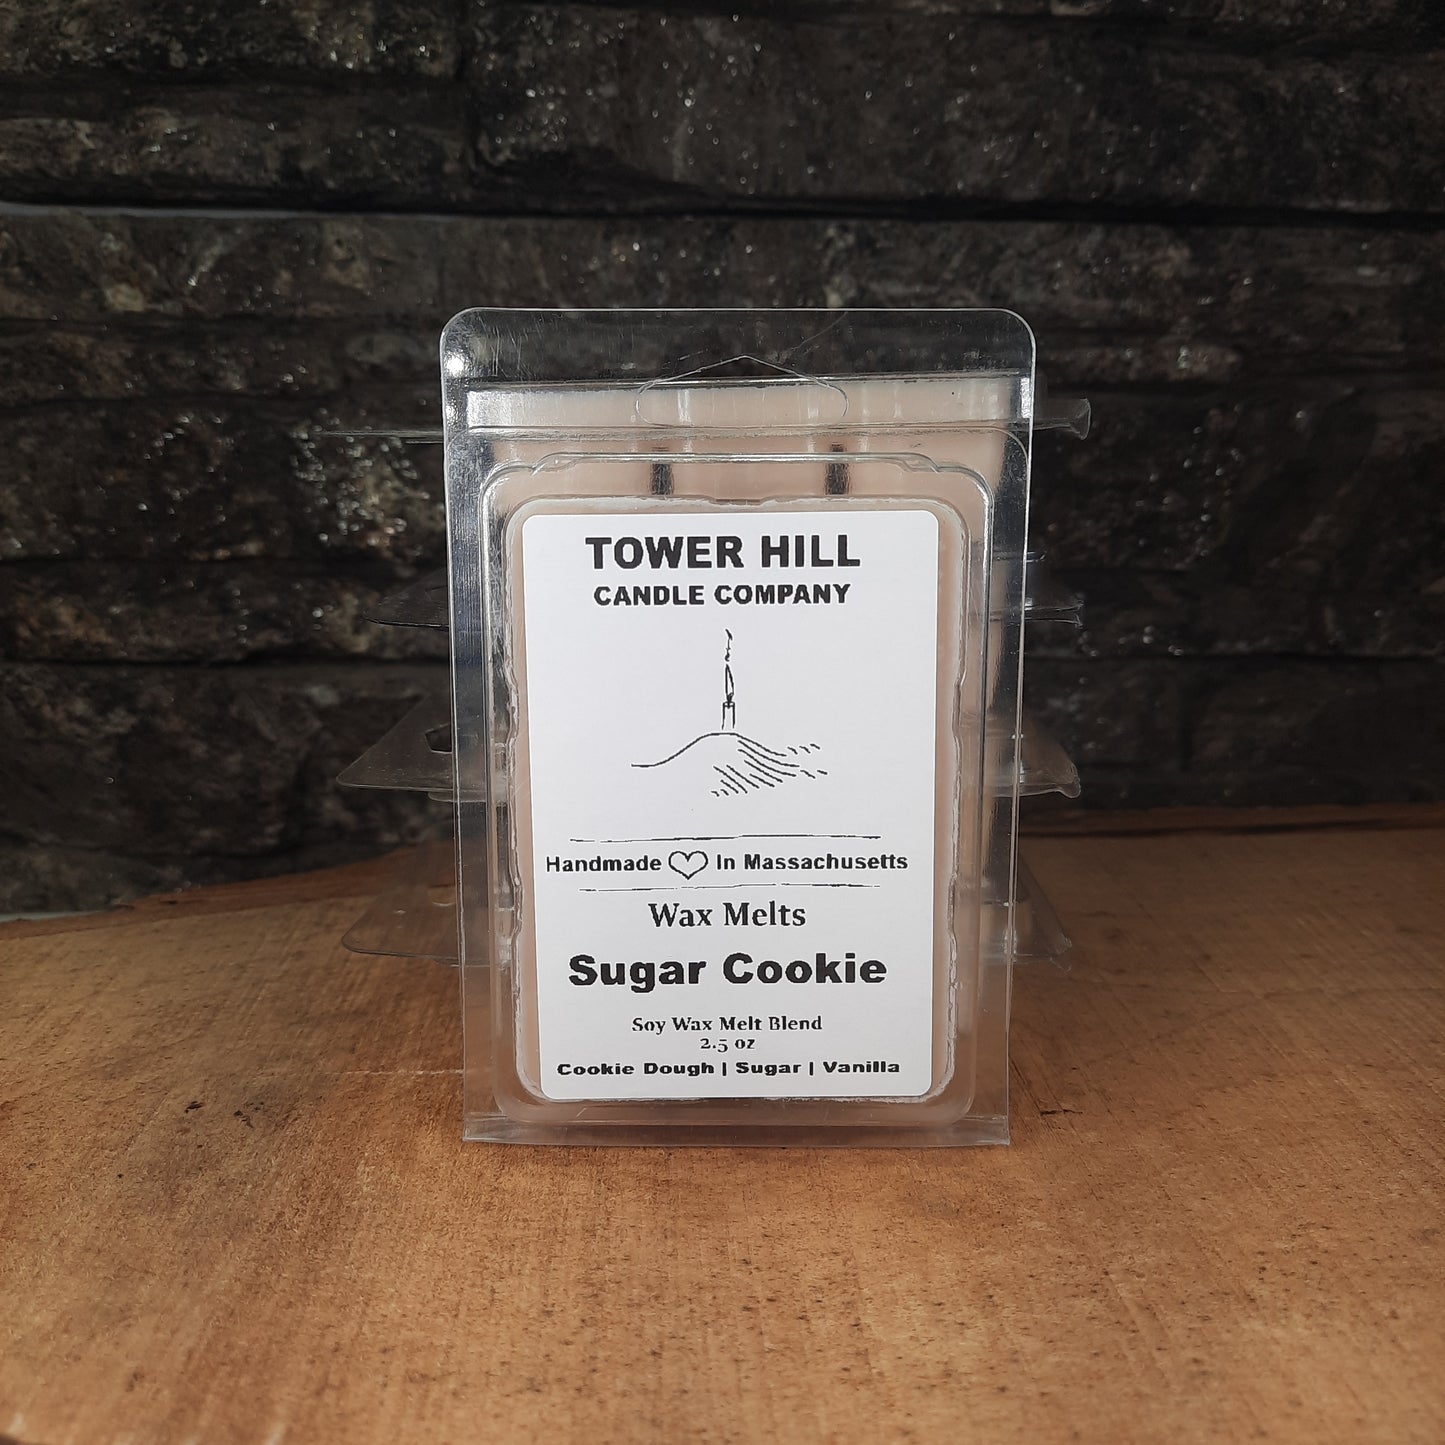 TOWER HILL
CANDLE COMPANY
Handmade ♡ In Massachusetts
Wax Melts
Sugar Cookie
Soy Wax Melt Blend
2.5 oz
Cookie Dough | Sugar | Vanilla